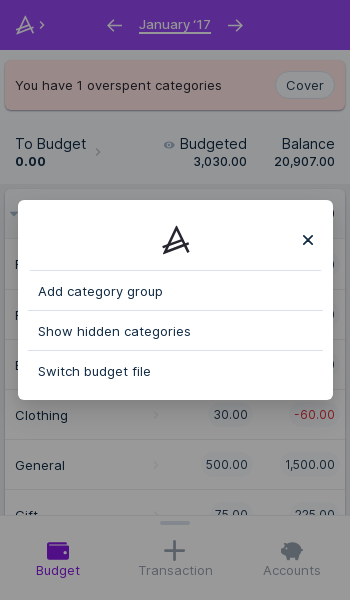 January ‘17
You have 1 overspent categories
Cover
To Budget
0.00
Budgeted
3,030.00
Balance
20,907.00
Add category group
Show hidden categories
Switch budget file
Clothing 30.00 -60.00
General 500.00 1,500.00
Gift 75.00 225.00
Budget
Transaction
Accounts